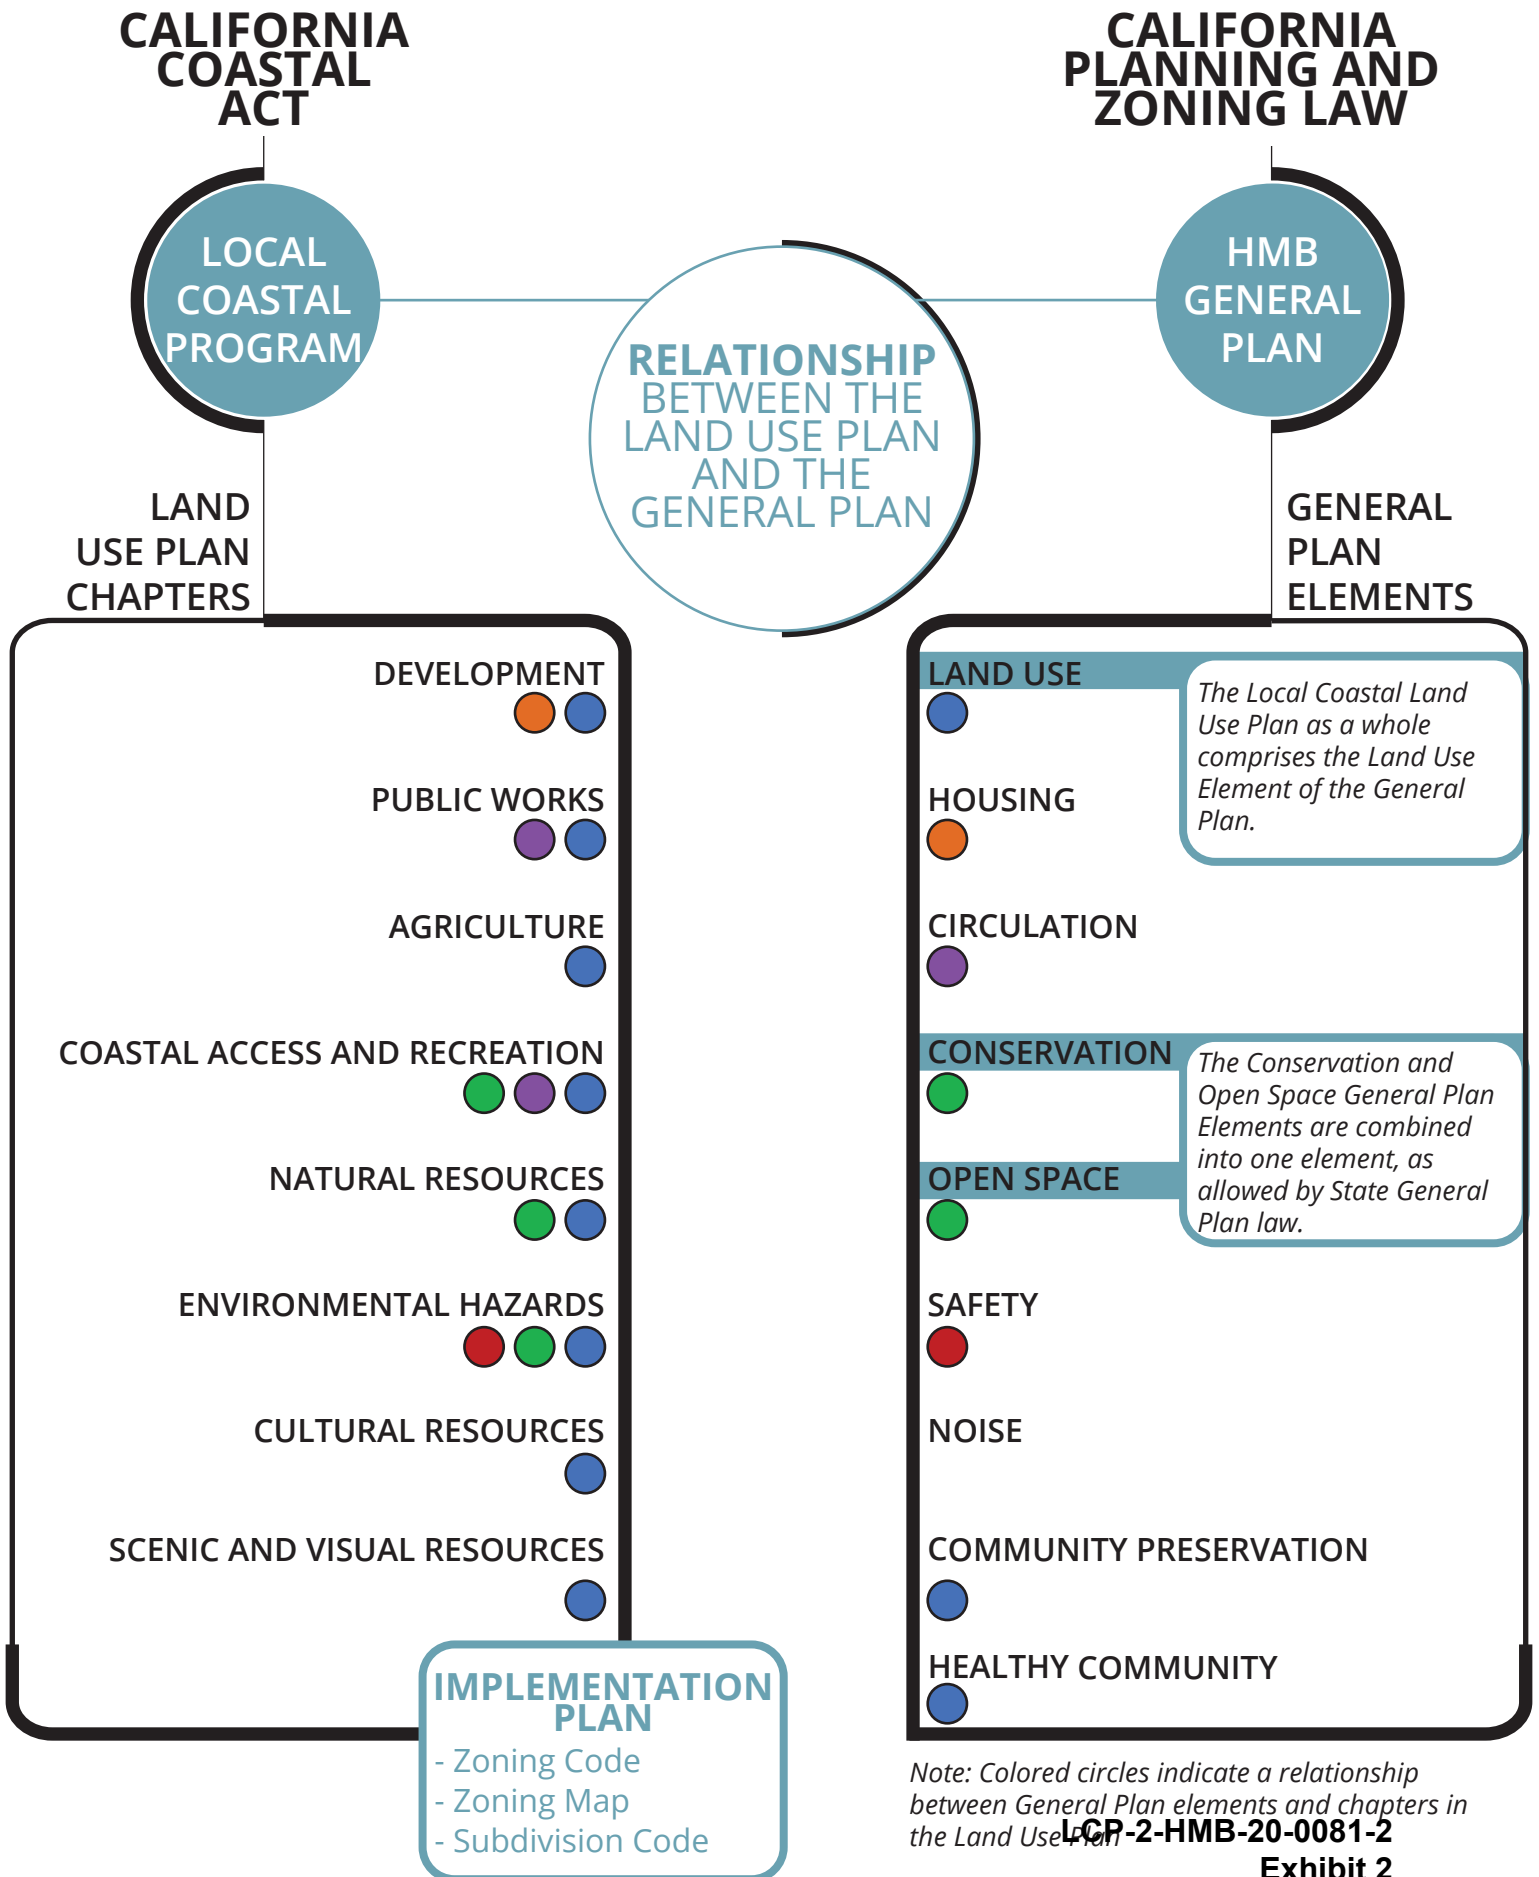 CALIFORNIA
COASTAL
ACT
CALIFORNIA
PLANNING AND
ZONING LAW
LOCAL
COASTAL
PROGRAM
HMB
GENERAL
PLAN
RELATIONSHIP
BETWEEN THE
LAND USE PLAN
AND THE
GENERAL PLAN
LAND
USE PLAN
CHAPTERS
DEVELOPMENT
PUBLIC WORKS
AGRICULTURE
COASTAL ACCESS AND RECREATION
NATURAL RESOURCES
ENVIRONMENTAL HAZARDS
CULTURAL RESOURCES
SCENIC AND VISUAL RESOURCES
IMPLEMENTATION
PLAN
- Zoning Code
- Zoning Map
- Subdivision Code
GENERAL
PLAN
ELEMENTS
LAND USE
The Local Coastal Land
Use Plan as a whole
comprises the Land Use
Element of the General
Plan.
HOUSING
CIRCULATION
CONSERVATION
The Conservation and
Open Space General Plan
Elements are combined
into one element, as
allowed by State General
Plan law.
OPEN SPACE
SAFETY
NOISE
COMMUNITY PRESERVATION
HEALTHY COMMUNITY
Note: Colored circles indicate a relationship
between General Plan elements and chapters in
the Land Use Plan
LCP-2-HMB-20-0081-2
Exhibit 2